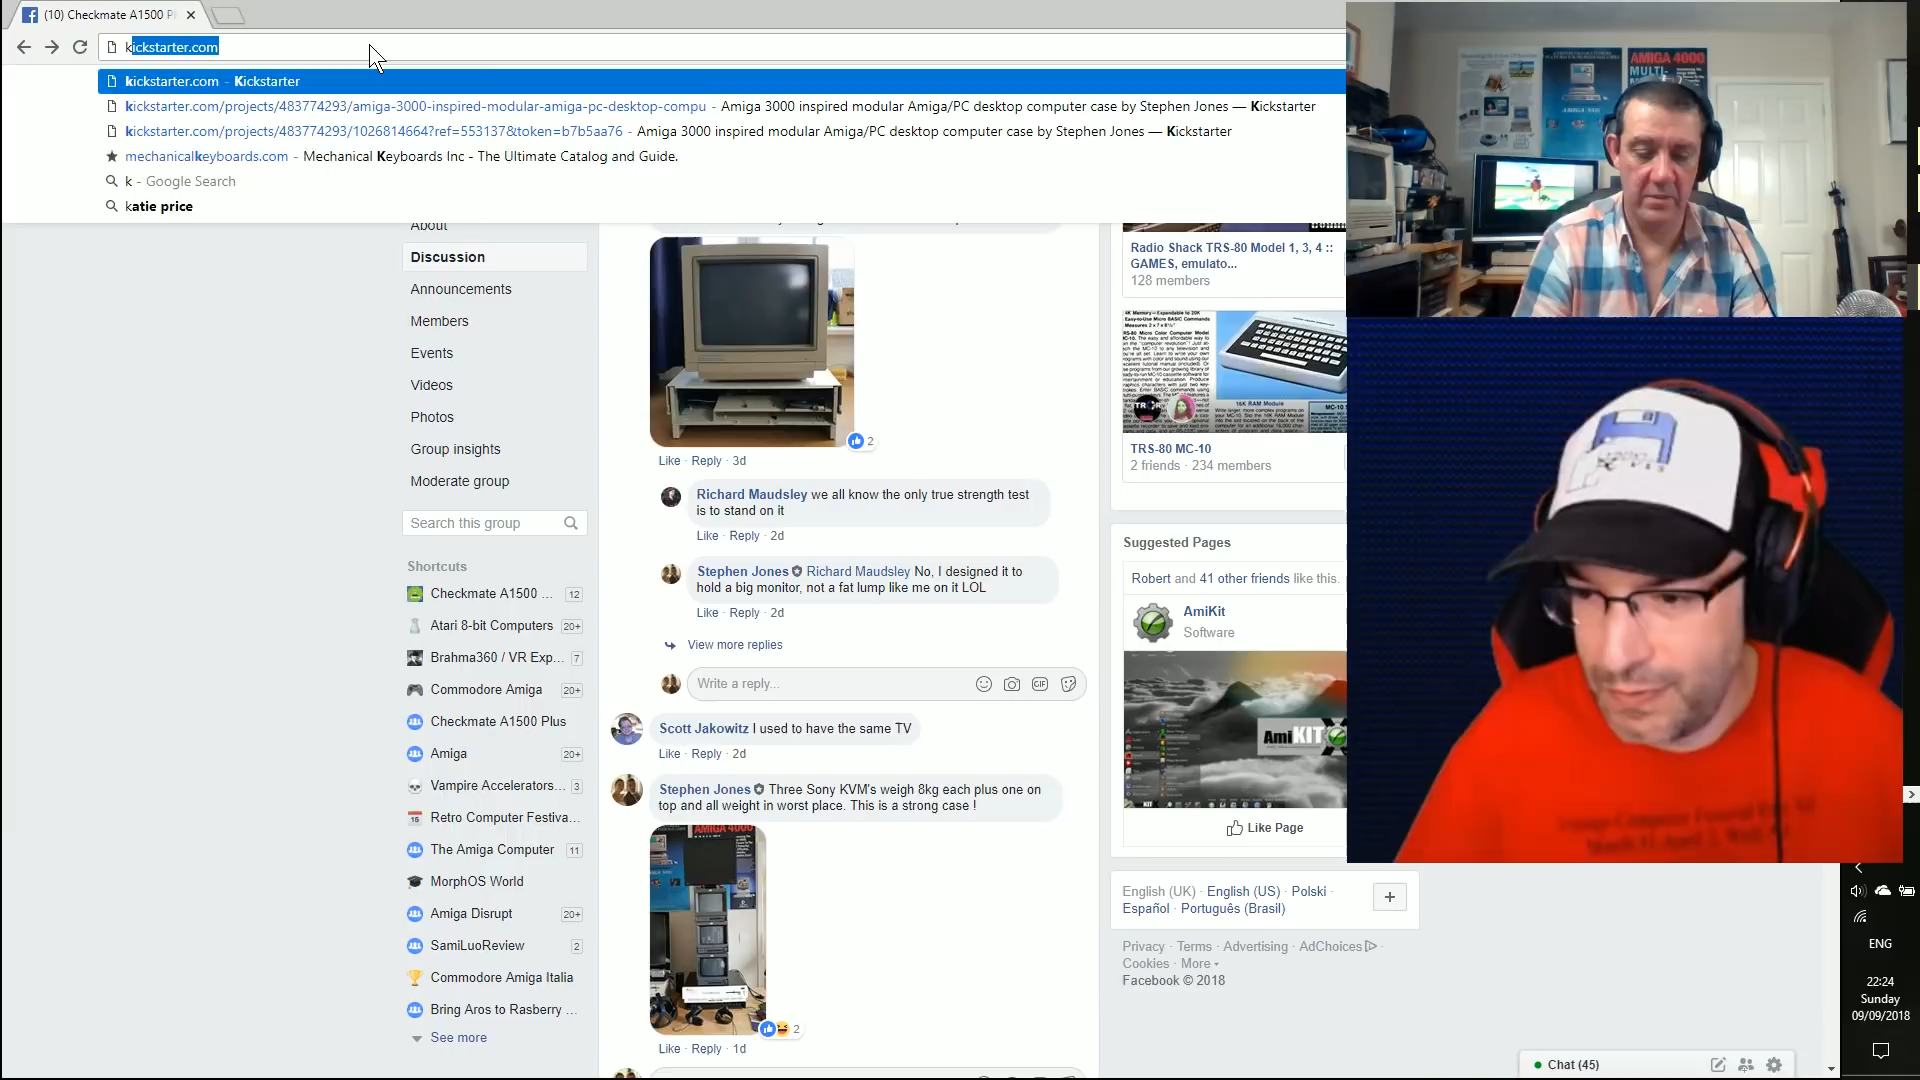 (10) Checkmate A1500 P
kickstarter.com
kickstarter.com - Kickstarter
kickstarter.com/projects/483774293/amiga-3000-inspired-modular-amiga-pc-desktop-compu - Amiga 3000 inspired modular Amiga/PC desktop computer case by Stephen Jones — Kickstarter
kickstarter.com/projects/483774293/1026814664?ref=553137&token=b7b5aa76 - Amiga 3000 inspired modular Amiga/PC desktop computer case by Stephen Jones — Kickstarter
mechanicalkeyboards.com - Mechanical Keyboards Inc - The Ultimate Catalog and Guide.
k - Google Search
katie price
About
Discussion
Announcements
Members
Events
Videos
Photos
Group insights
Moderate group
Search this group
Shortcuts
Checkmate A1500 ... 12
Atari 8-bit Computers 20+
Brahma360 / VR Exp... 7
Commodore Amiga 20+
Checkmate A1500 Plus
Amiga 20+
Vampire Accelerators... 3
Retro Computer Festiva...
The Amiga Computer 11
MorphOS World
Amiga Disrupt 20+
SamiLuoReview 2
Commodore Amiga Italia
Bring Aros to Rasberry ...
See more
2
Like · Reply · 3d
Richard Maudsley we all know the only true strength test
is to stand on it
Like · Reply · 2d
Stephen Jones Richard Maudsley No, I designed it to
hold a big monitor, not a fat lump like me on it LOL
Like · Reply · 2d
View more replies
Write a reply...
GIF
Scott Jakowitz I used to have the same TV
Like · Reply · 2d
Stephen Jones Three Sony KVM's weigh 8kg each plus one on
top and all weight in worst place. This is a strong case !
AMIGA 4000
2
Like · Reply · 1d
Radio Shack TRS-80 Model 1, 3, 4 ::
GAMES, emulato...
128 members
16K RAM Module
TRS-80 MC-10
2 friends · 234 members
Suggested Pages
Robert and 41 other friends like this.
AmiKit
Software
AmiKIT
Like Page
English (UK) · English (US) · Polski ·
Español · Português (Brasil)
Privacy · Terms · Advertising · AdChoices ·
Cookies · More
Facebook © 2018
AMIGA 4000
MULTI-
Chat (45)
ENG
22:24
Sunday
09/09/2018